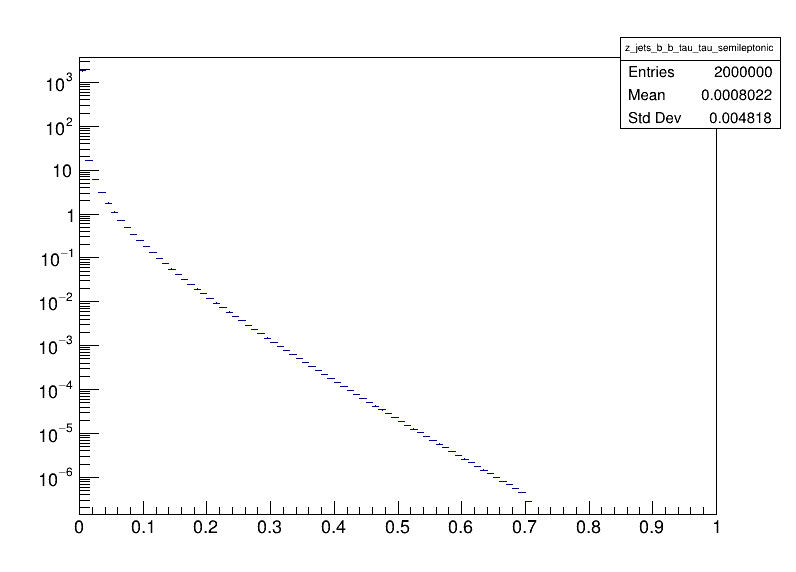 z_jets_b_b_tau_tau_semileptonic
Entries 2000000
Mean 0.0008022
Std Dev 0.004818
10³
10²
10
1
10⁻¹
10⁻²
10⁻³
10⁻⁴
10⁻⁵
10⁻⁶
0 0.1 0.2 0.3 0.4 0.5 0.6 0.7 0.8 0.9 1